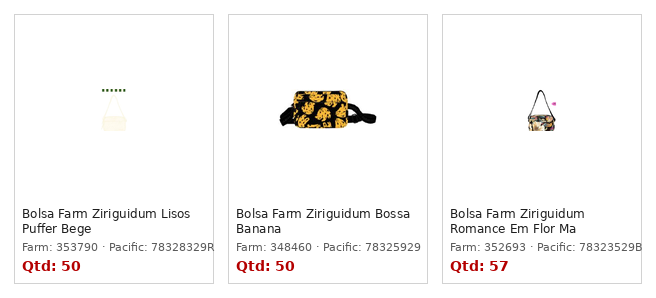 Bolsa Farm Ziriguidum Lisos
Puffer Bege
Farm: 353790 · Pacific: 78328329R
Qtd: 50
Bolsa Farm Ziriguidum Bossa
Banana
Farm: 348460 · Pacific: 78325929
Qtd: 50
Bolsa Farm Ziriguidum
Romance Em Flor Ma
Farm: 352693 · Pacific: 78323529B
Qtd: 57